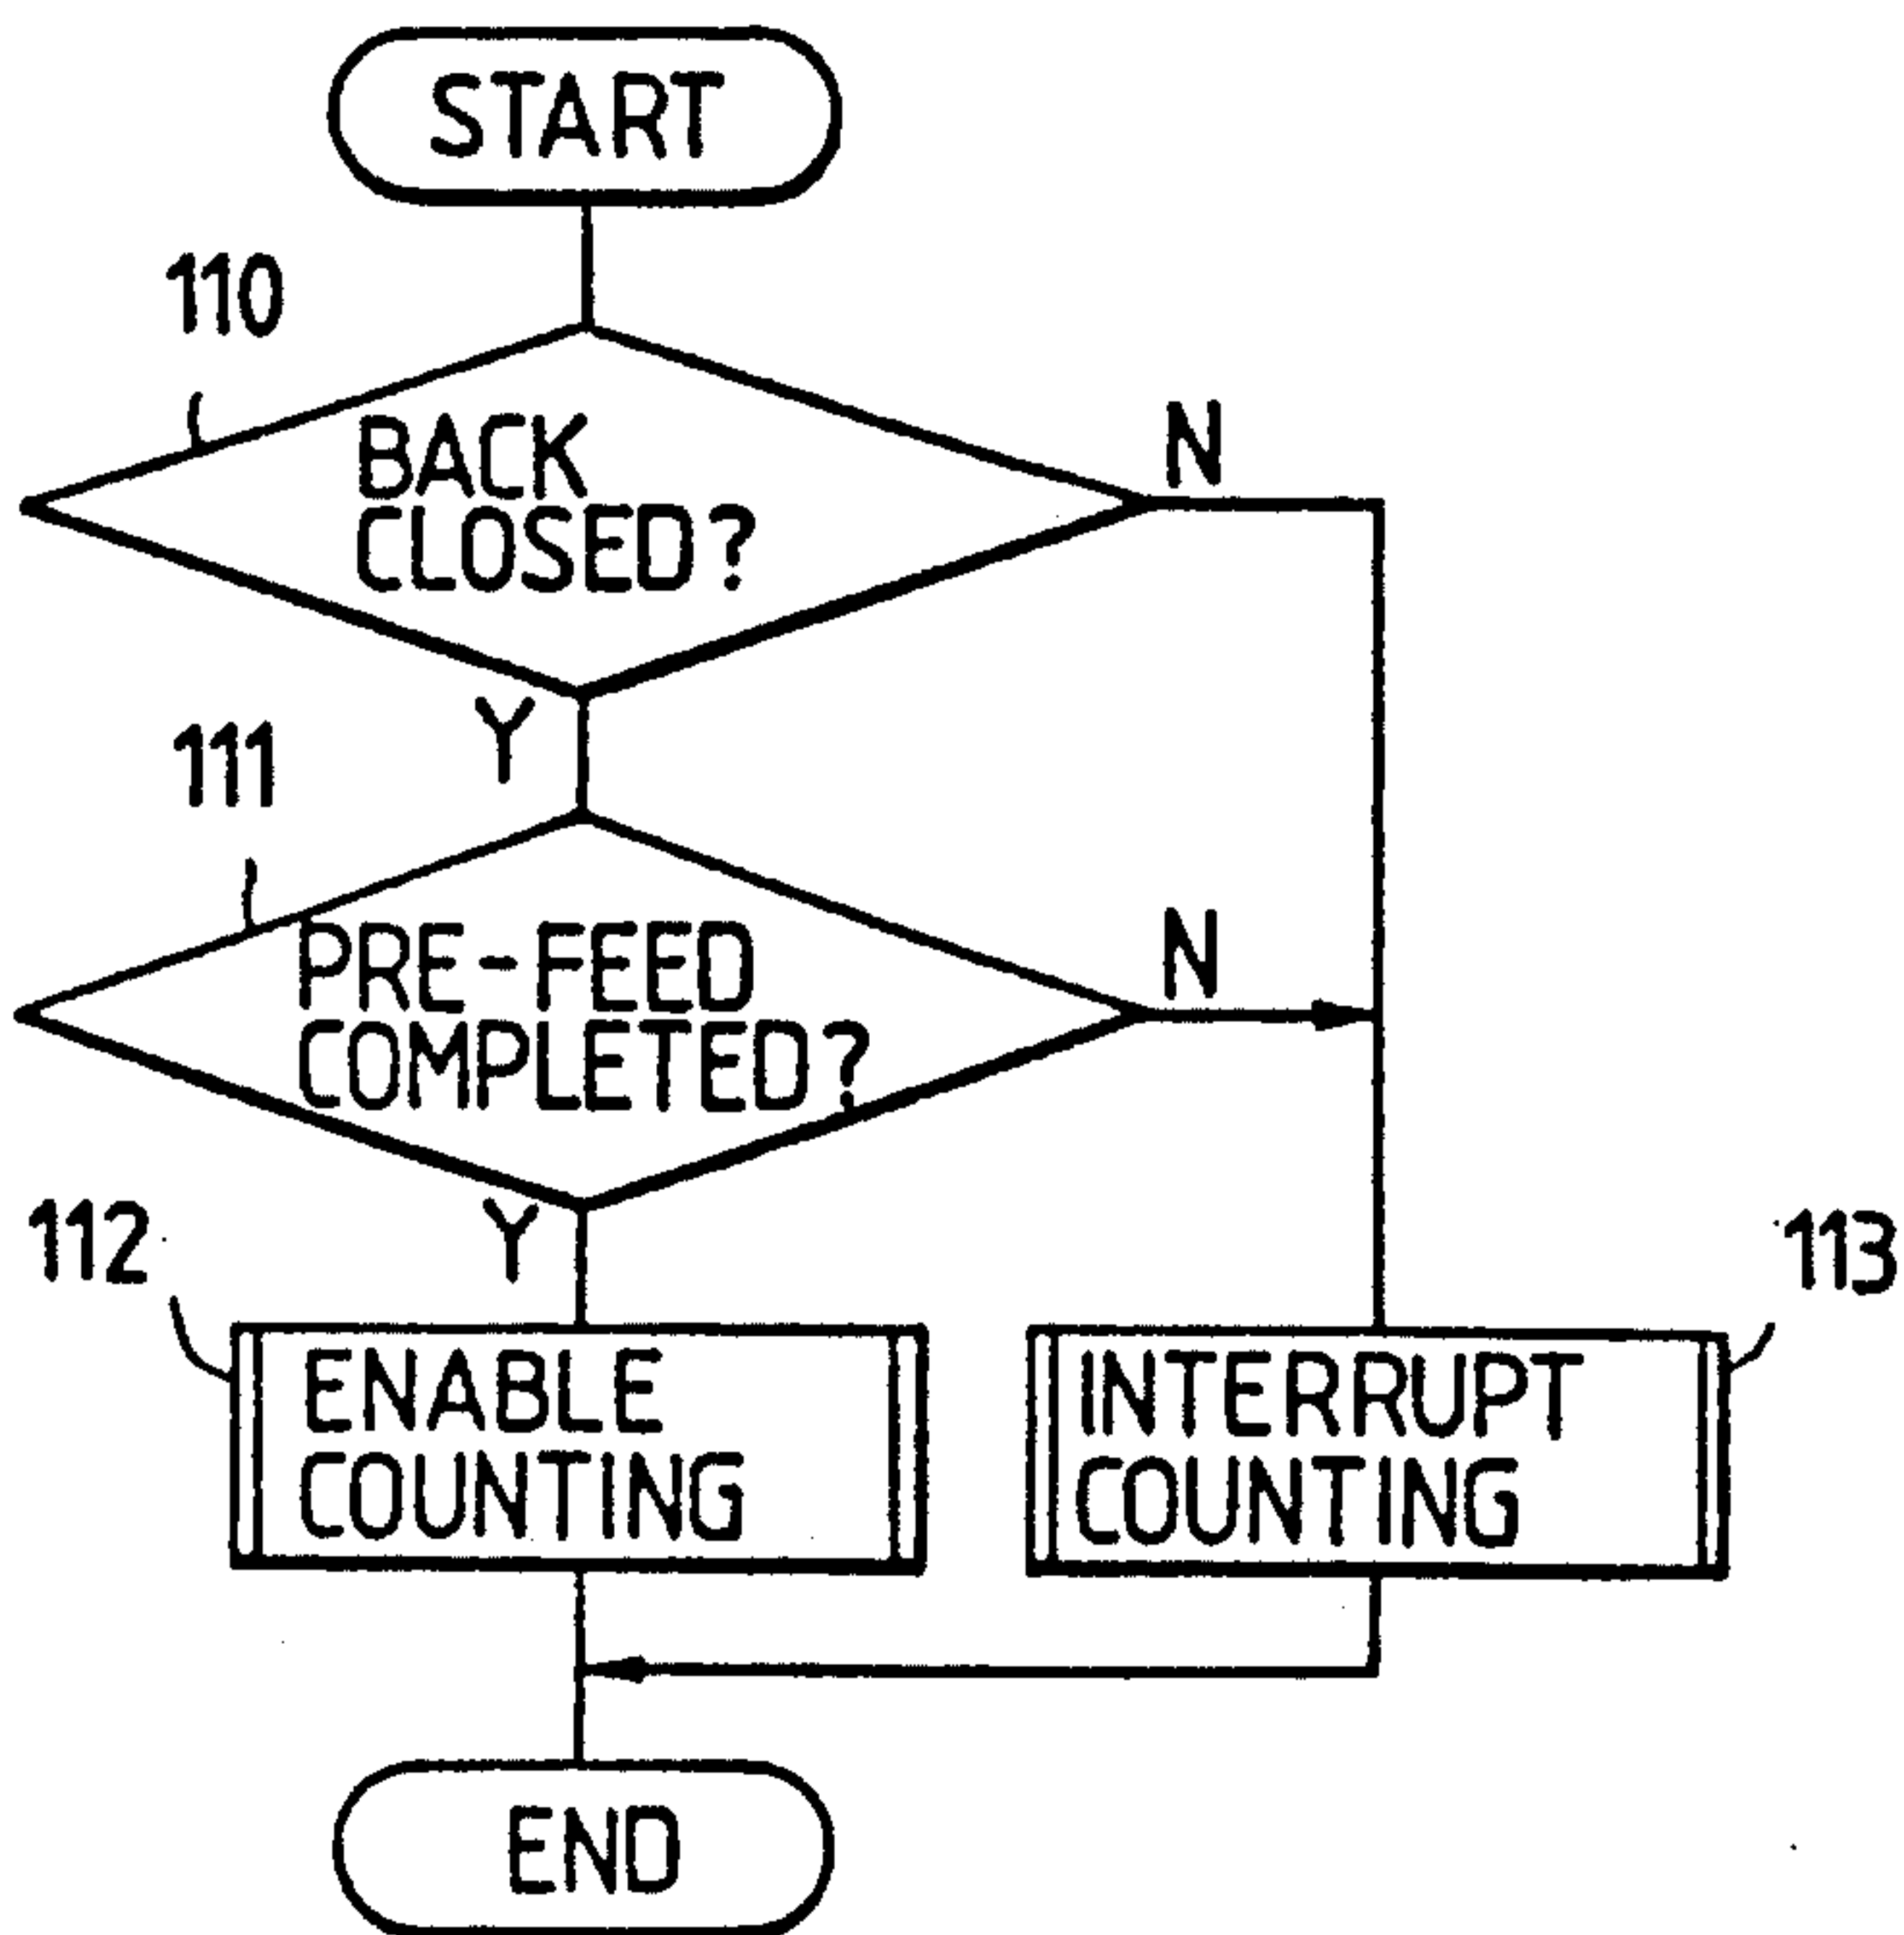 START
110
BACK
CLOSED?
N
Y
111
PRE-FEED
COMPLETED?
N
Y
112
113
ENABLE
COUNTING
INTERRUPT
COUNTING
END